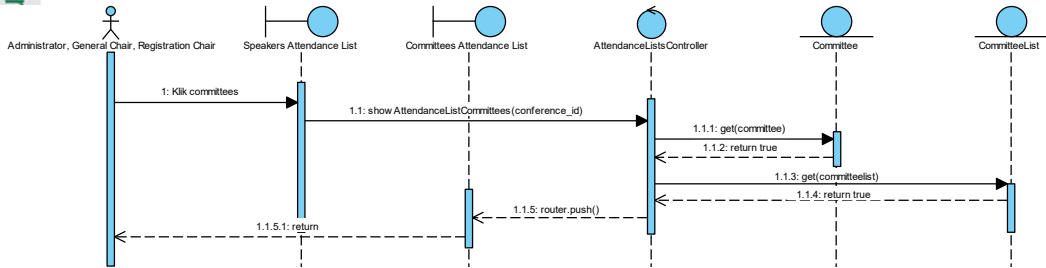 Administrator, General Chair, Registration Chair
Speakers Attendance List
Committees Attendance List
AttendanceListsController
Committee
CommitteeList
1: Klik committees
1.1: show AttendanceListCommittees(conference_id)
1.1.1: get(committee)
1.1.2: return true
1.1.3: get(committeelist)
1.1.4: return true
1.1.5: router.push()
1.1.5.1: return